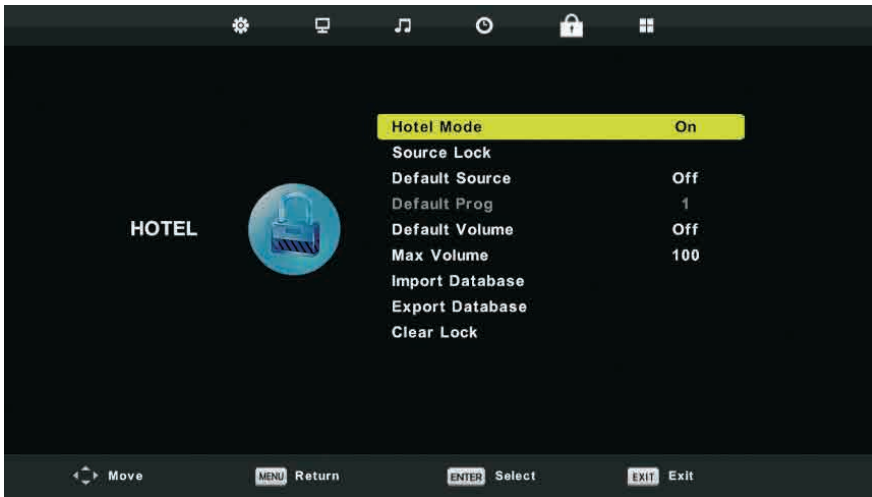 Hotel Mode On
Source Lock
Default Source Off
Default Prog 1
HOTEL
Default Volume Off
Max Volume 100
Import Database
Export Database
Clear Lock
Move MENU Return ENTER Select EXIT Exit